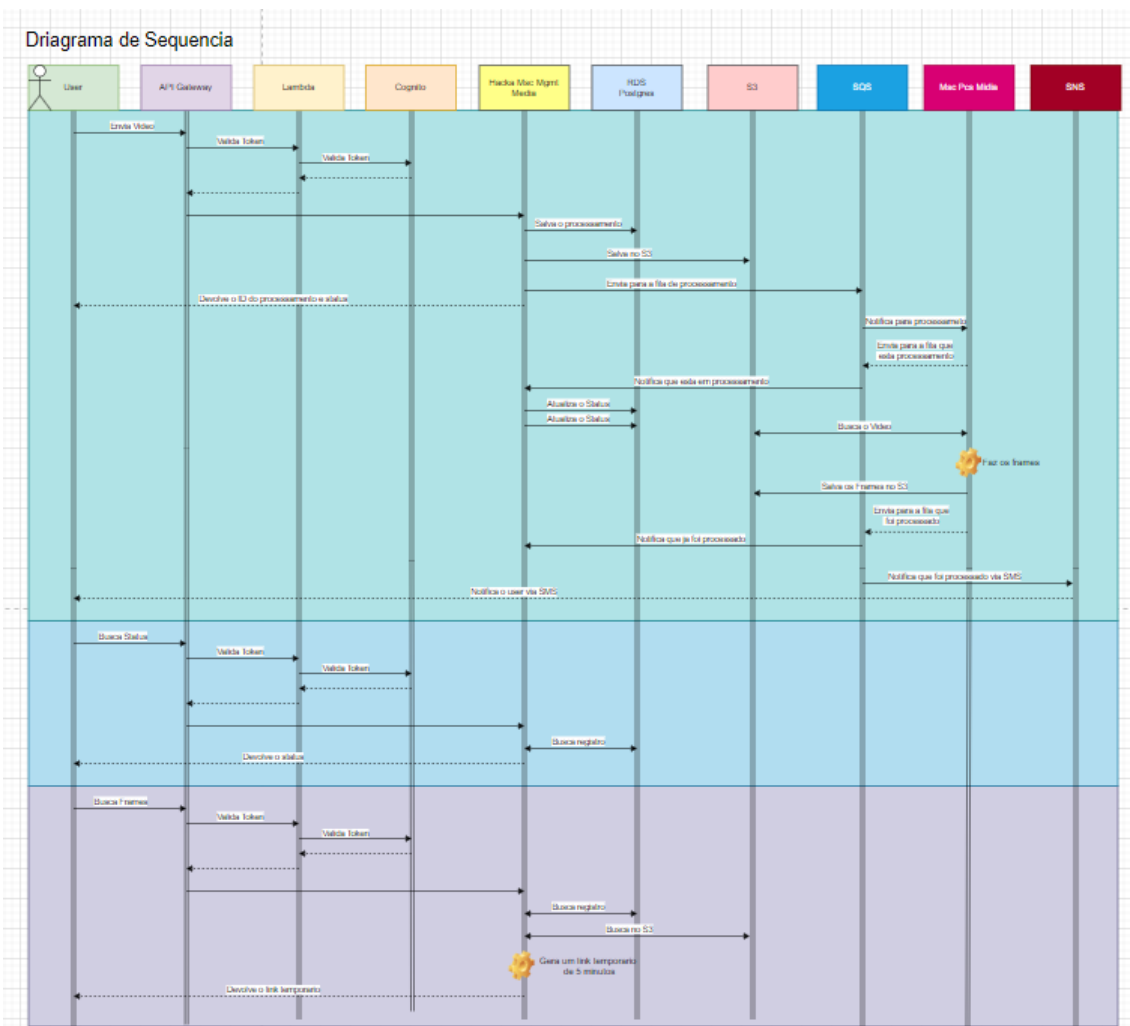 Driagrama de Sequencia
User
API Gateway
Lambda
Cognito
Hacka Mac Mgmt
Media
RDS
Postgres
S3
SQS
Mac Pcs Midia
SNS
Envia Video
Valida Token
Valida Token
Salva o processamento
Salva no S3
Envia para a fila de processamento
Devolve o ID do processamento e status
Notifica para processameto
Envia para a fila que
esta processamento
Notifica que esta em processamento
Atualiza o Status
Atualiza o Status
Busca o Video
Faz os frames
Salva os Frames no S3
Envia para a fila que
foi processado
Notifica que ja foi processado
Notifica que foi processado via SMS
Notifica o user via SMS
Busca Status
Valida Token
Valida Token
Busca registro
Devolve o status
Busca Frames
Valida Token
Valida Token
Busca registro
Busca no S3
Gera um link temporario
de 5 minutos
Devolve o link temporario